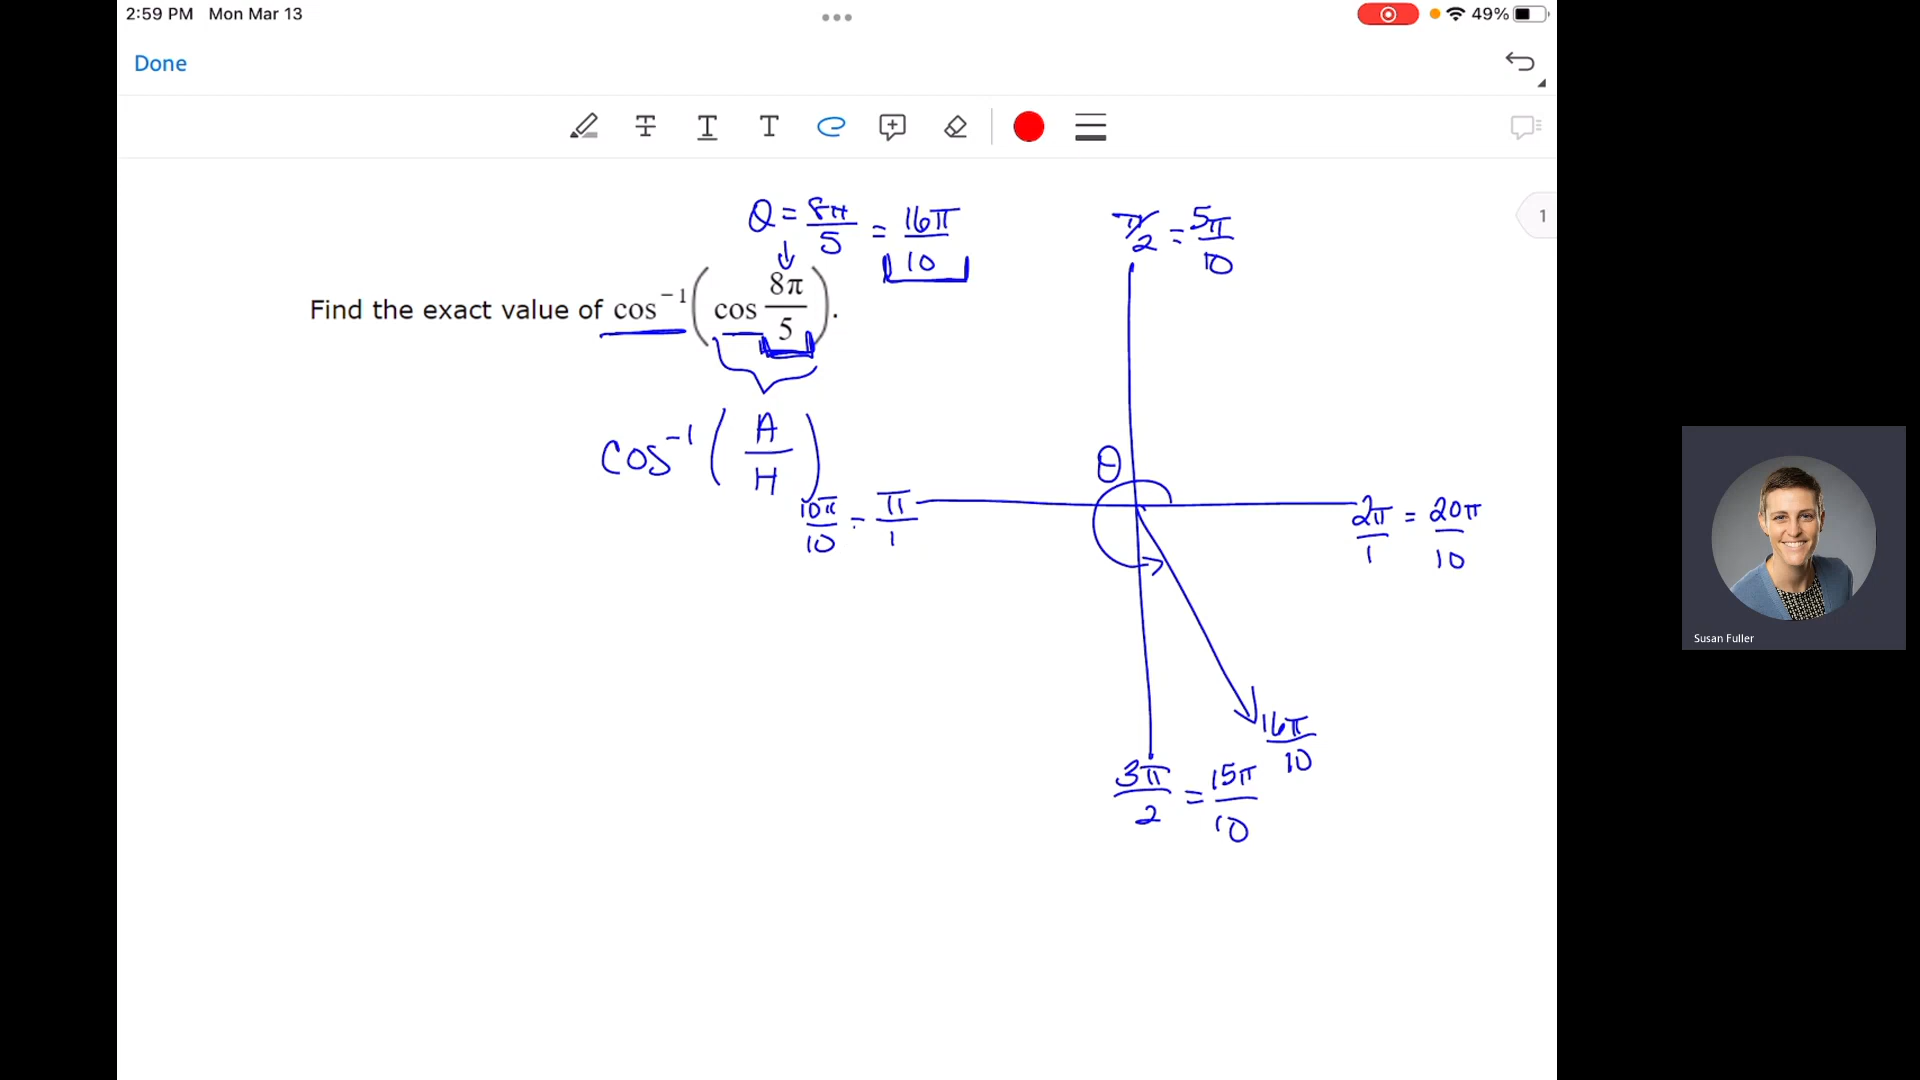 2:59 PM Mon Mar 13
49%
Done
1
θ = 8π/5 = 16π/10
π/2 = 5π/10
Find the exact value of cos⁻¹(cos 8π/5).
cos⁻¹(A/H)
θ
10π/10 = π/1
2π/1 = 20π/10
16π/10
3π/2 = 15π/10
Susan Fuller